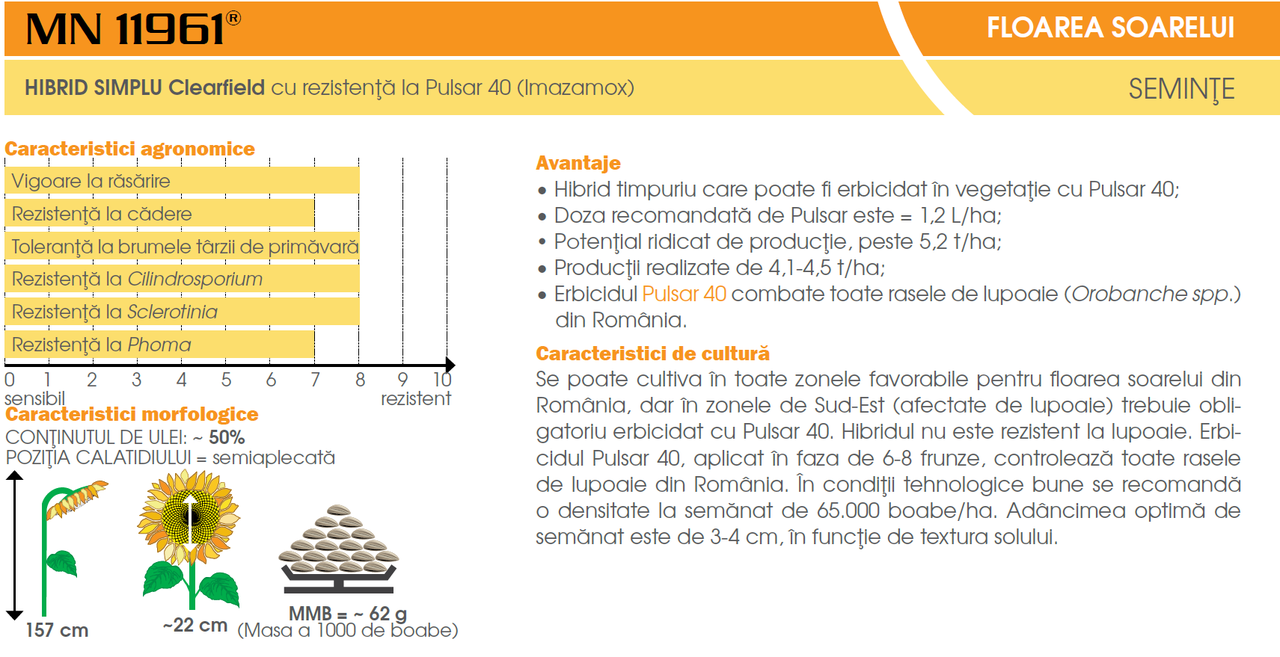 MN 11961®
FLOAREA SOARELUI
HIBRID SIMPLU Clearfield cu rezistenţă la Pulsar 40 (Imazamox)
SEMINŢE
Caracteristici agronomice
Vigoare la răsărire
Rezistenţă la cădere
Toleranţă la brumele târzii de primăvară
Rezistenţă la Cilindrosporium
Rezistenţă la Sclerotinia
Rezistenţă la Phoma
0 1 2 3 4 5 6 7 8 9 10
sensibil rezistent
Caracteristici morfologice
CONŢINUTUL DE ULEI: ~ 50%
POZIŢIA CALATIDIULUI = semiaplecată
157 cm
~22 cm
MMB = ~ 62 g
(Masa a 1000 de boabe)
Avantaje
• Hibrid timpuriu care poate fi erbicidat în vegetaţie cu Pulsar 40;
• Doza recomandată de Pulsar este = 1,2 L/ha;
• Potenţial ridicat de producţie, peste 5,2 t/ha;
• Producţii realizate de 4,1-4,5 t/ha;
• Erbicidul Pulsar 40 combate toate rasele de lupoaie (Orobanche spp.)
din România.
Caracteristici de cultură
Se poate cultiva în toate zonele favorabile pentru floarea soarelui din
România, dar în zonele de Sud-Est (afectate de lupoaie) trebuie obli-
gatoriu erbicidat cu Pulsar 40. Hibridul nu este rezistent la lupoaie. Erbi-
cidul Pulsar 40, aplicat în faza de 6-8 frunze, controlează toate rasele
de lupoaie din România. În condiţii tehnologice bune se recomandă
o densitate la semănat de 65.000 boabe/ha. Adâncimea optimă de
semănat este de 3-4 cm, în funcţie de textura solului.